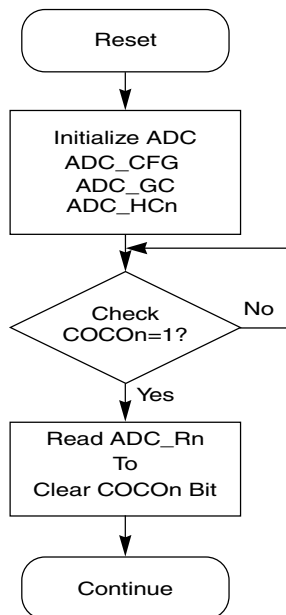 Reset
Initialize ADC
ADC_CFG
ADC_GC
ADC_HCn
Check
COCOn=1?
No
Yes
Read ADC_Rn
To
Clear COCOn Bit
Continue